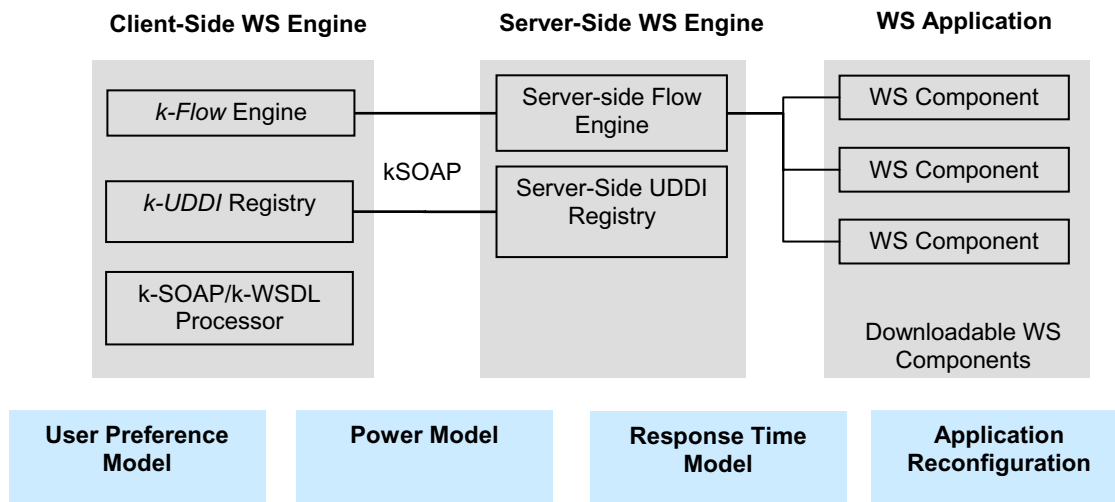 Client-Side WS Engine
Server-Side WS Engine
WS Application
k-Flow Engine
k-UDDI Registry
k-SOAP/k-WSDL
Processor
kSOAP
Server-side Flow
Engine
Server-Side UDDI
Registry
WS Component
WS Component
WS Component
Downloadable WS
Components
User Preference
Model
Power Model
Response Time
Model
Application
Reconfiguration